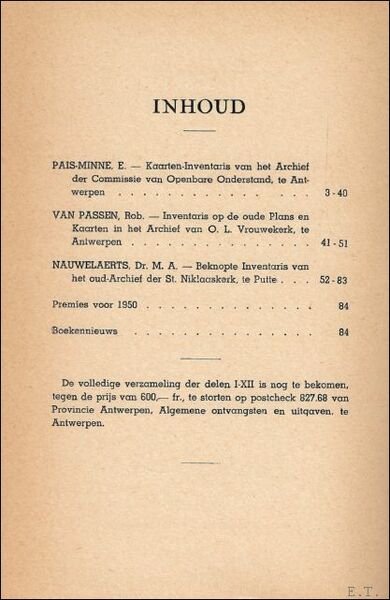 INHOUD
PAIS-MINNE, E. — Kaarten-Inventaris van het Archief
der Commissie van Openbare Onderstand, te Ant-
werpen . . . . . . . . . . . . . 3-40
VAN PASSEN, Rob. — Inventaris op de oude Plans en
Kaarten in het Archief van O. L. Vrouwekerk, te
Antwerpen . . . . . . . . . . . . 41-51
NAUWELAERTS, Dr. M. A. — Beknopte Inventaris van
het oud-Archief der St. Niklaaskerk, te Putte . . . 52-83
Premies voor 1950 . . . . . . . . . . . . 84
Boekennieuws . . . . . . . . . . . . . 84
De volledige verzameling der delen I-XII is nog te bekomen,
tegen de prijs van 600,— fr., te storten op postcheck 827.68 van
Provincie Antwerpen, Algemene ontvangsten en uitgaven, te
Antwerpen.
E.T.